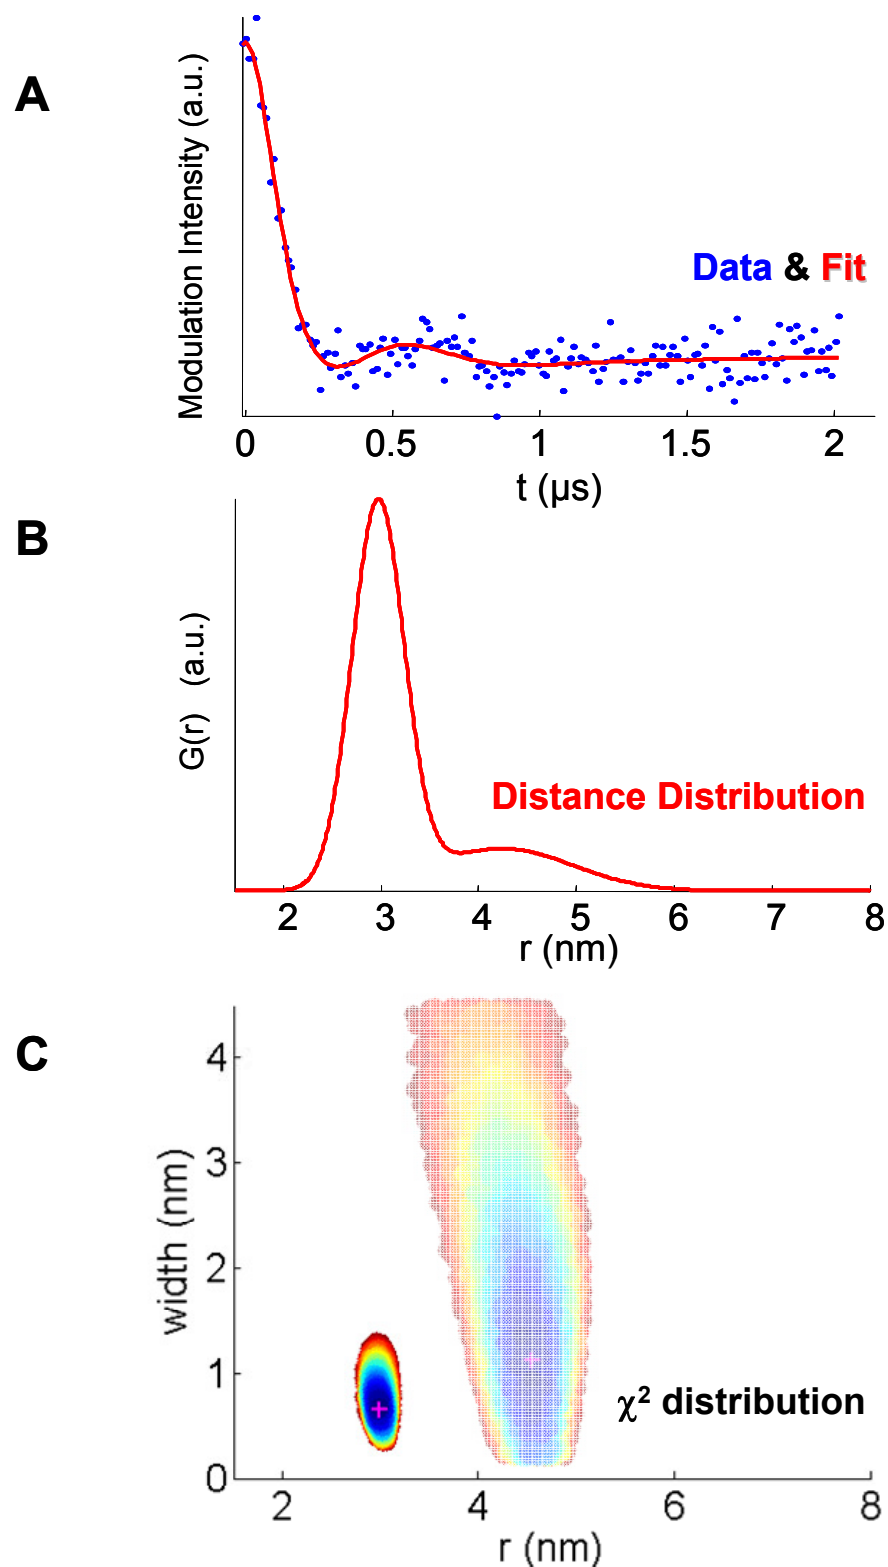 A
Modulation Intensity (a.u.)
Data & Fit
0 0.5 1 1.5 2
t (µs)
B
G(r) (a.u.)
Distance Distribution
2 3 4 5 6 7 8
r (nm)
C
width (nm)
4
3
2
1
0
χ² distribution
2 4 6 8
r (nm)